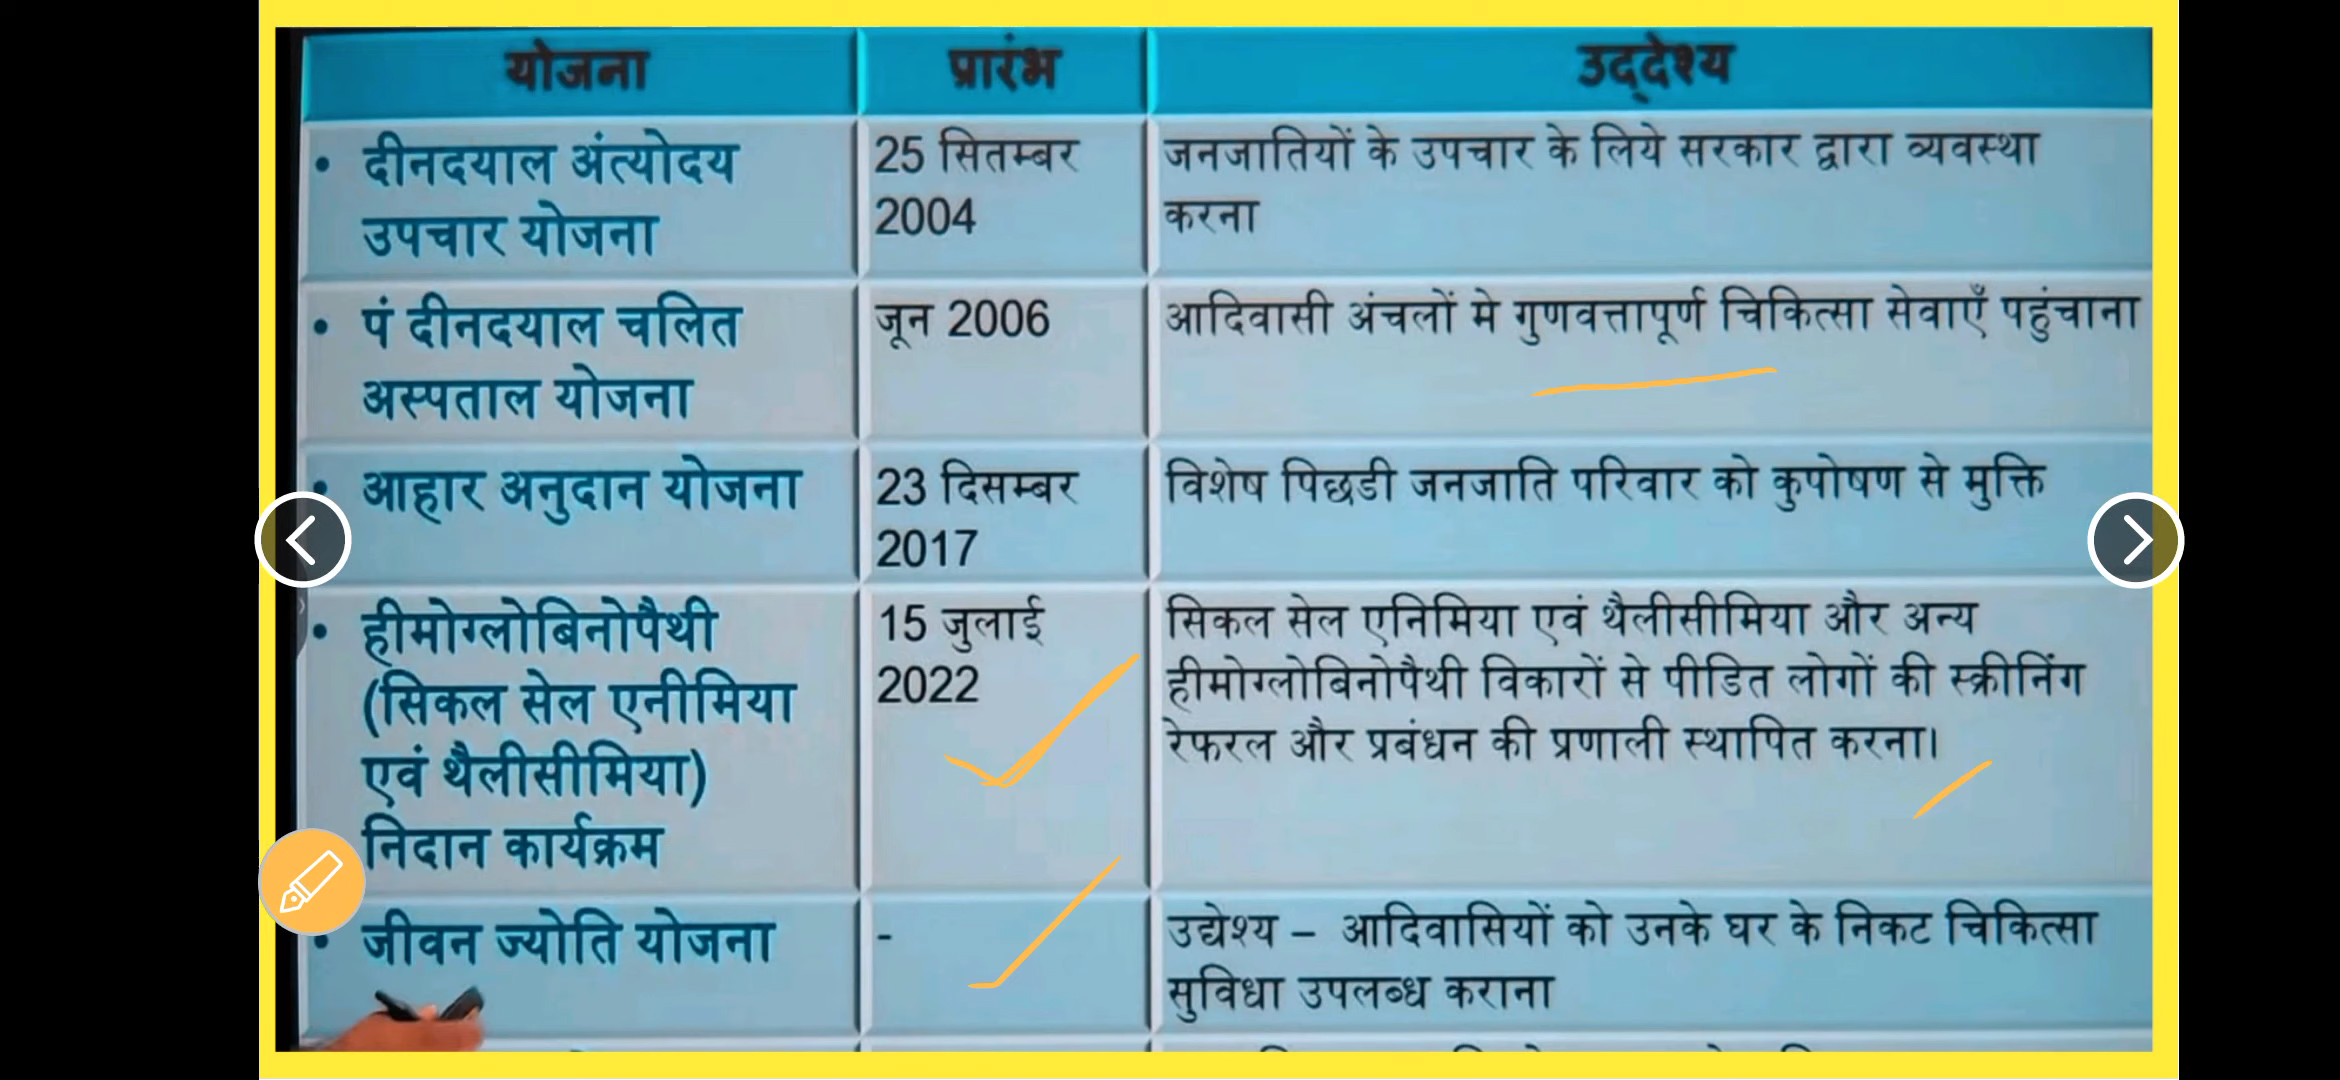 योजना
प्रारंभ
उद्देश्य
• दीनदयाल अंत्योदय
उपचार योजना
25 सितम्बर
2004
जनजातियों के उपचार के लिये सरकार द्वारा व्यवस्था
करना
• पं दीनदयाल चलित
अस्पताल योजना
जून 2006
आदिवासी अंचलों मे गुणवत्तापूर्ण चिकित्सा सेवाएँ पहुंचाना
• आहार अनुदान योजना
23 दिसम्बर
2017
विशेष पिछडी जनजाति परिवार को कुपोषण से मुक्ति
• हीमोग्लोबिनोपैथी
(सिकल सेल एनीमिया
एवं थैलीसीमिया)
निदान कार्यक्रम
15 जुलाई
2022
सिकल सेल एनिमिया एवं थैलीसीमिया और अन्य
हीमोग्लोबिनोपैथी विकारों से पीडित लोगों की स्क्रीनिंग
रेफरल और प्रबंधन की प्रणाली स्थापित करना।
• जीवन ज्योति योजना
-
उद्येश्य – आदिवासियों को उनके घर के निकट चिकित्सा
सुविधा उपलब्ध कराना